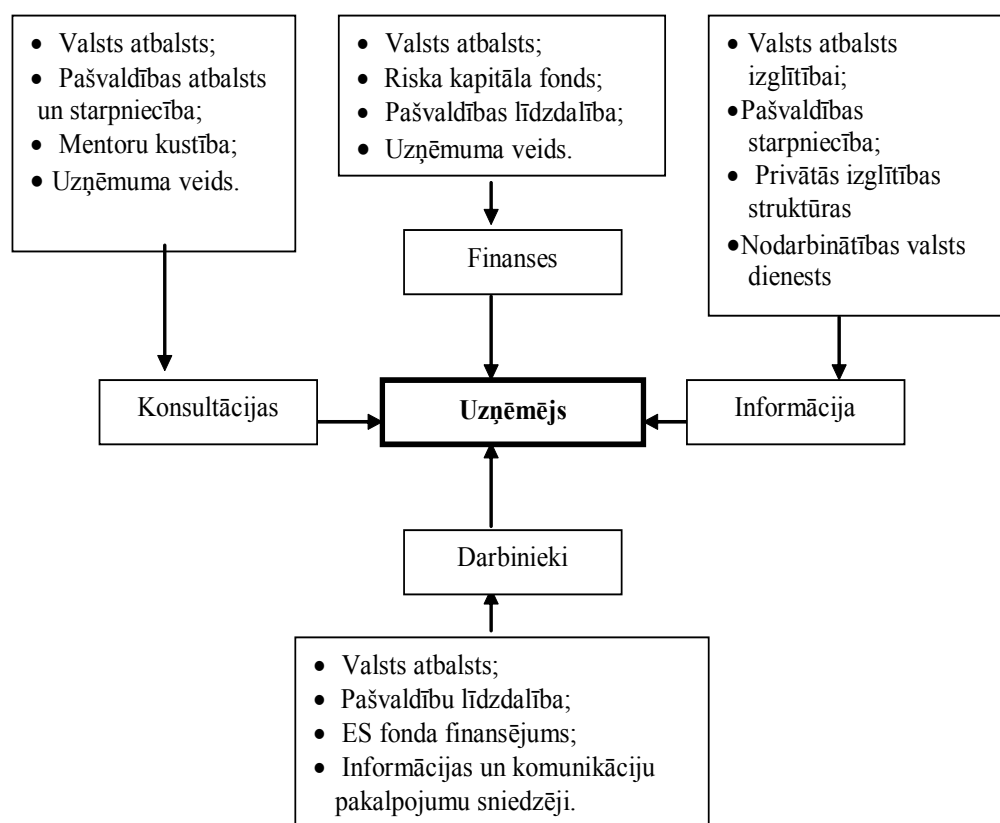 • Valsts atbalsts;
• Pašvaldības atbalsts
un starpniecība;
• Mentoru kustība;
• Uzņēmuma veids.
• Valsts atbalsts;
• Riska kapitāla fonds;
• Pašvaldības līdzdalība;
• Uzņēmuma veids.
• Valsts atbalsts
izglītībai;
•Pašvaldības
starpniecība;
• Privātās izglītības
struktūras
•Nodarbinātības valsts
dienests
Finanses
Konsultācijas
Uzņēmējs
Informācija
Darbinieki
• Valsts atbalsts;
• Pašvaldību līdzdalība;
• ES fonda finansējums;
• Informācijas un komunikāciju
pakalpojumu sniedzēji.